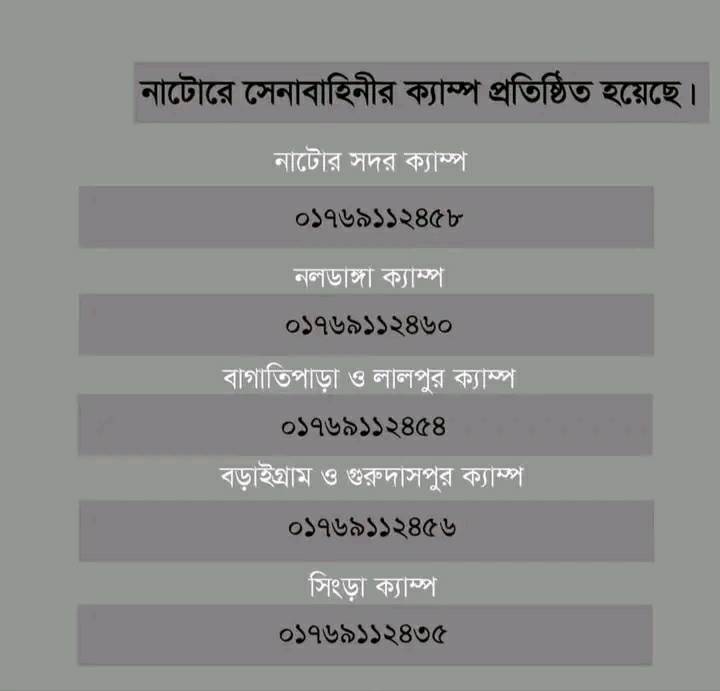 নাটোরে সেনাবাহিনীর ক্যাম্প প্রতিষ্ঠিত হয়েছে।
নাটোর সদর ক্যাম্প
০১৭৬৯১১২৪৫৮
নলডাঙ্গা ক্যাম্প
০১৭৬৯১১২৪৬০
বাগাতিপাড়া ও লালপুর ক্যাম্প
০১৭৬৯১১২৪৫৪
বড়াইগ্রাম ও গুরুদাসপুর ক্যাম্প
০১৭৬৯১১২৪৫৬
সিংড়া ক্যাম্প
০১৭৬৯১১২৪৩৫